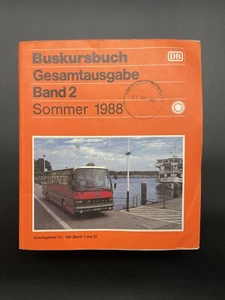 Buskursbuch
DB
Gesamtausgabe
Band 2
Sommer 1988